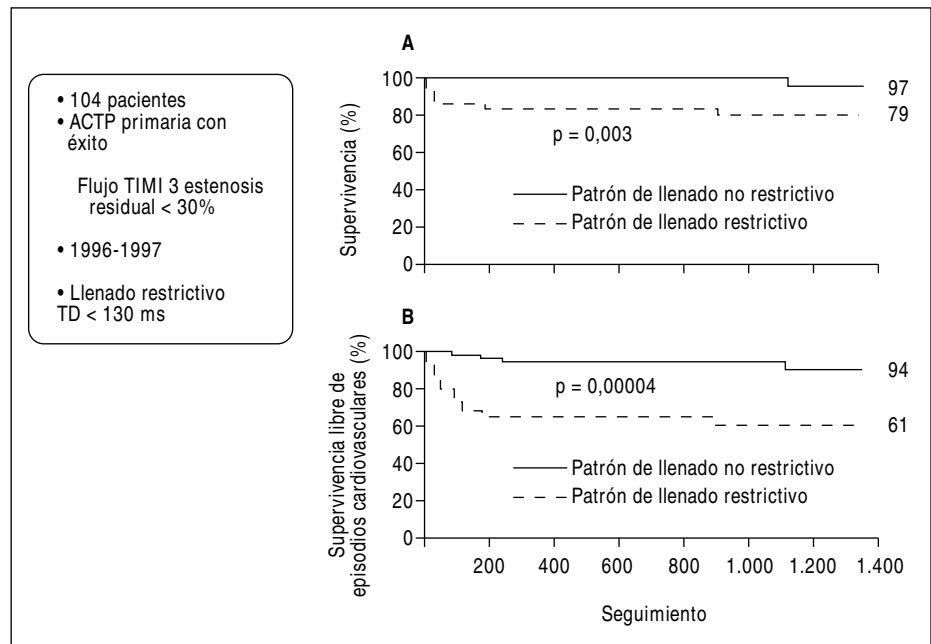 • 104 pacientes
• ACTP primaria con
éxito
Flujo TIMI 3 estenosis
residual < 30%
• 1996-1997
• Llenado restrictivo
TD < 130 ms
A
Supervivencia (%)
100
80
60
40
20
0
97
79
p = 0,003
Patrón de llenado no restrictivo
Patrón de llenado restrictivo
B
Supervivencia libre de
episodios cardiovasculares (%)
100
80
60
40
20
0
94
61
p = 0,00004
Patrón de llenado no restrictivo
Patrón de llenado restrictivo
200 400 600 800 1.000 1.200 1.400
Seguimiento